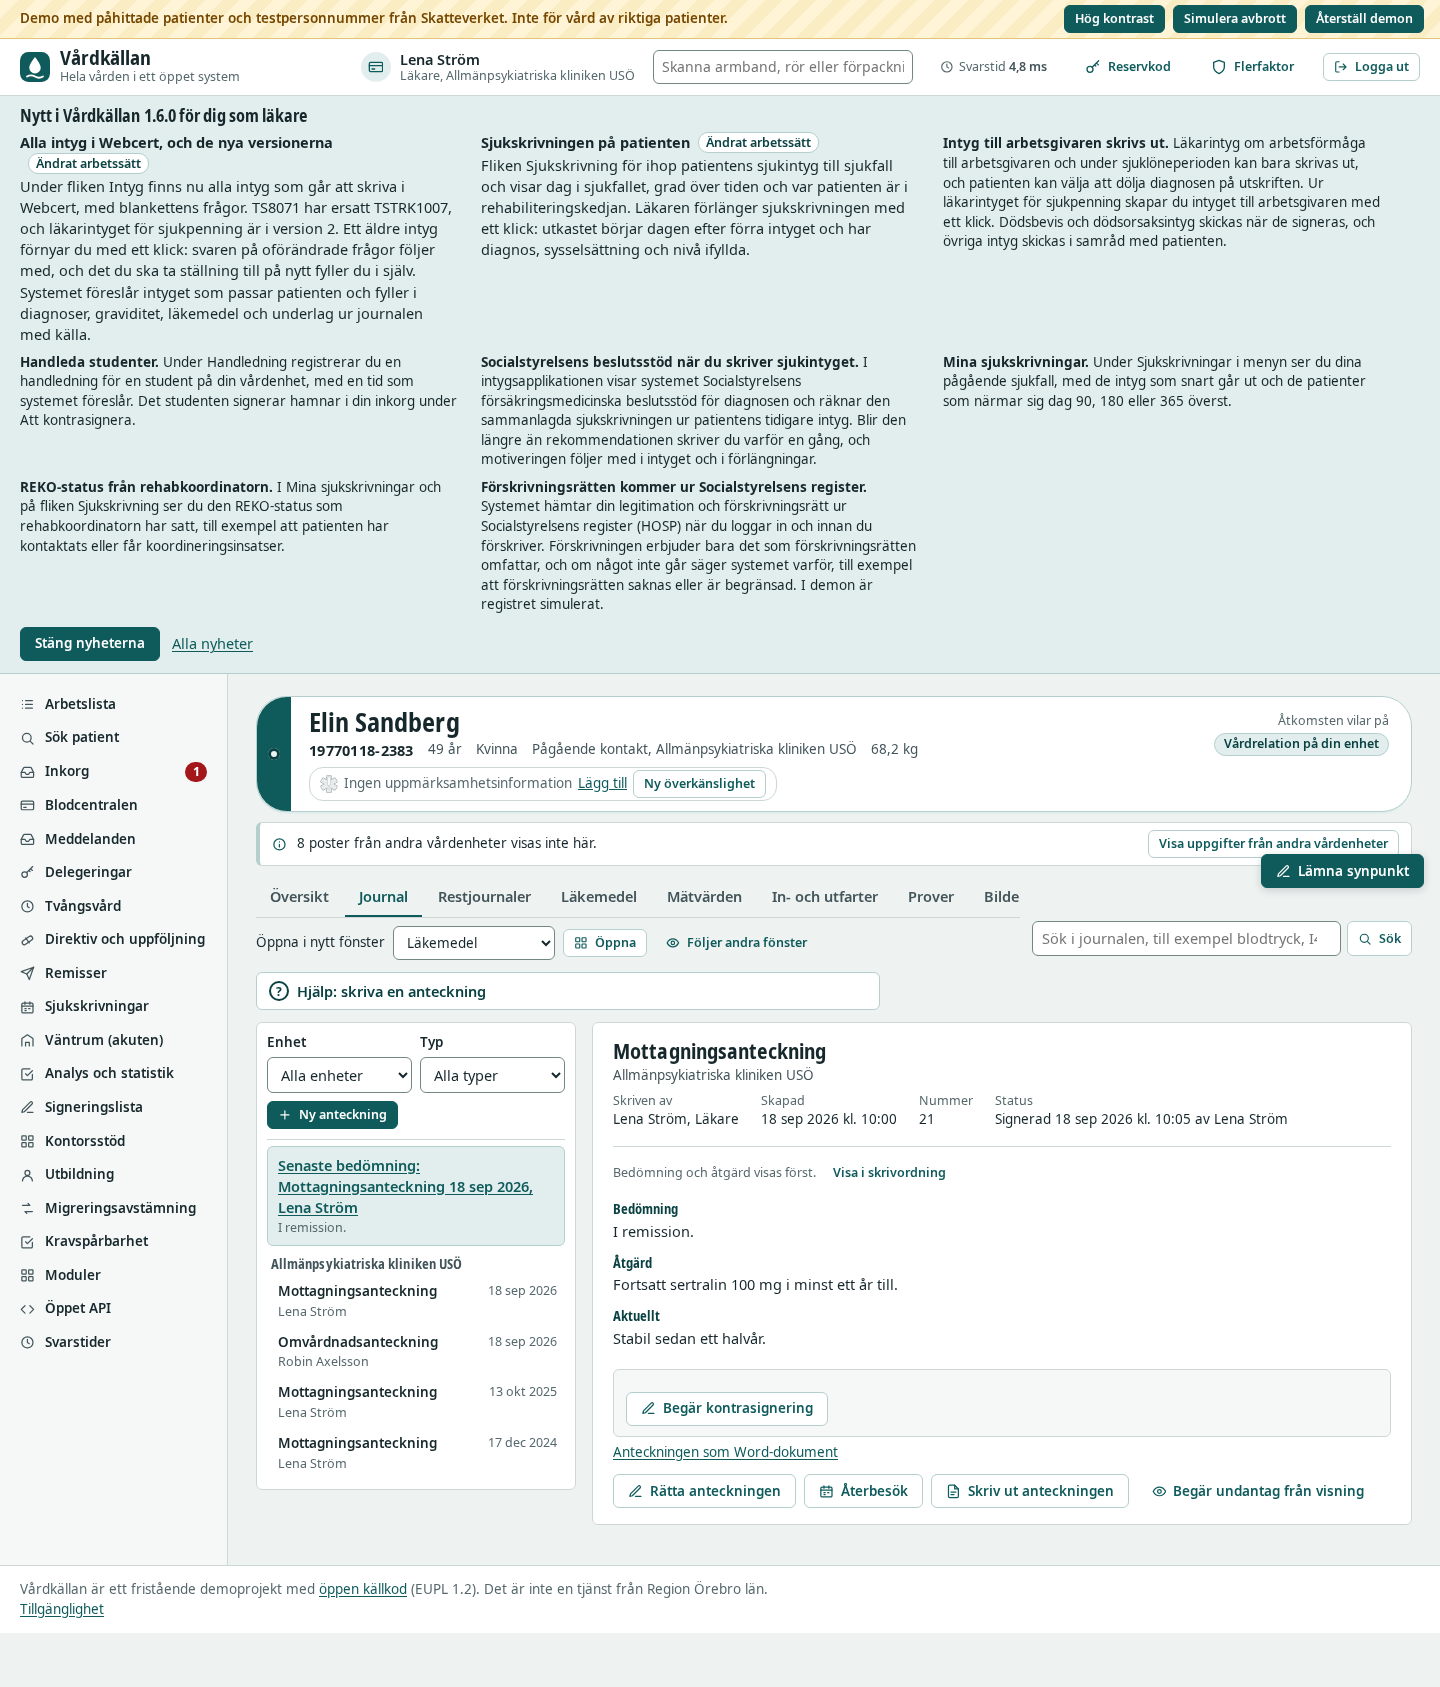 Demo med påhittade patienter och testpersonnummer från Skatteverket. Inte för vård av riktiga patienter.
Hög kontrast
Simulera avbrott
Återställ demon
Vårdkällan
Hela vården i ett öppet system
Lena Ström
Läkare, Allmänpsykiatriska kliniken USÖ
Skanna armband, rör eller förpackni
Svarstid 4,8 ms
Reservkod
Flerfaktor
Logga ut
Nytt i Vårdkällan 1.6.0 för dig som läkare
Alla intyg i Webcert, och de nya versionerna
Ändrat arbetssätt
Under fliken Intyg finns nu alla intyg som går att skriva i
Webcert, med blankettens frågor. TS8071 har ersatt TSTRK1007,
och läkarintyget för sjukpenning är i version 2. Ett äldre intyg
förnyar du med ett klick: svaren på oförändrade frågor följer
med, och det du ska ta ställning till på nytt fyller du i själv.
Systemet föreslår intyget som passar patienten och fyller i
diagnoser, graviditet, läkemedel och underlag ur journalen
med källa.
Sjukskrivningen på patienten Ändrat arbetssätt
Fliken Sjukskrivning får ihop patientens sjukintyg till sjukfall
och visar dag i sjukfallet, grad över tiden och var patienten är i
rehabiliteringskedjan. Läkaren förlänger sjukskrivningen med
ett klick: utkastet börjar dagen efter förra intyget och har
diagnos, sysselsättning och nivå ifyllda.
Intyg till arbetsgivaren skrivs ut. Läkarintyg om arbetsförmåga
till arbetsgivaren och under sjuklöneperioden kan bara skrivas ut,
och patienten kan välja att dölja diagnosen på utskriften. Ur
läkarintyget för sjukpenning skapar du intyget till arbetsgivaren med
ett klick. Dödsbevis och dödsorsaksintyg skickas när de signeras, och
övriga intyg skickas i samråd med patienten.
Handleda studenter. Under Handledning registrerar du en
handledning för en student på din vårdenhet, med en tid som
systemet föreslår. Det studenten signerar hamnar i din inkorg under
Att kontrasignera.
Socialstyrelsens beslutsstöd när du skriver sjukintyget. I
intygsapplikationen visar systemet Socialstyrelsens
försäkringsmedicinska beslutsstöd för diagnosen och räknar den
sammanlagda sjukskrivningen ur patientens tidigare intyg. Blir den
längre än rekommendationen skriver du varför en gång, och
motiveringen följer med i intyget och i förlängningar.
Mina sjukskrivningar. Under Sjukskrivningar i menyn ser du dina
pågående sjukfall, med de intyg som snart går ut och de patienter
som närmar sig dag 90, 180 eller 365 överst.
REKO-status från rehabkoordinatorn. I Mina sjukskrivningar och
på fliken Sjukskrivning ser du den REKO-status som
rehabkoordinatorn har satt, till exempel att patienten har
kontaktats eller får koordineringsinsatser.
Förskrivningsrätten kommer ur Socialstyrelsens register.
Systemet hämtar din legitimation och förskrivningsrätt ur
Socialstyrelsens register (HOSP) när du loggar in och innan du
förskriver. Förskrivningen erbjuder bara det som förskrivningsrätten
omfattar, och om något inte går säger systemet varför, till exempel
att förskrivningsrätten saknas eller är begränsad. I demon är
registret simulerat.
Stäng nyheterna
Alla nyheter
Arbetslista
Sök patient
Inkorg 1
Blodcentralen
Meddelanden
Delegeringar
Tvångsvård
Direktiv och uppföljning
Remisser
Sjukskrivningar
Väntrum (akuten)
Analys och statistik
Signeringslista
Kontorsstöd
Utbildning
Migreringsavstämning
Kravspårbarhet
Moduler
Öppet API
Svarstider
Elin Sandberg
19770118-2383 49 år Kvinna Pågående kontakt, Allmänpsykiatriska kliniken USÖ 68,2 kg
Ingen uppmärksamhetsinformation Lägg till Ny överkänslighet
Åtkomsten vilar på
Vårdrelation på din enhet
8 poster från andra vårdenheter visas inte här.
Visa uppgifter från andra vårdenheter
Lämna synpunkt
Översikt Journal Restjournaler Läkemedel Mätvärden In- och utfarter Prover Bilde
Öppna i nytt fönster Läkemedel Öppna Följer andra fönster
Sök i journalen, till exempel blodtryck, I4 Sök
? Hjälp: skriva en anteckning
Enhet Typ
Alla enheter Alla typer
Ny anteckning
Senaste bedömning:
Mottagningsanteckning 18 sep 2026,
Lena Ström
I remission.
Allmänpsykiatriska kliniken USÖ
Mottagningsanteckning 18 sep 2026
Lena Ström
Omvårdnadsanteckning 18 sep 2026
Robin Axelsson
Mottagningsanteckning 13 okt 2025
Lena Ström
Mottagningsanteckning 17 dec 2024
Lena Ström
Mottagningsanteckning
Allmänpsykiatriska kliniken USÖ
Skriven av Skapad Nummer Status
Lena Ström, Läkare 18 sep 2026 kl. 10:00 21 Signerad 18 sep 2026 kl. 10:05 av Lena Ström
Bedömning och åtgärd visas först. Visa i skrivordning
Bedömning
I remission.
Åtgärd
Fortsatt sertralin 100 mg i minst ett år till.
Aktuellt
Stabil sedan ett halvår.
Begär kontrasignering
Anteckningen som Word-dokument
Rätta anteckningen Återbesök Skriv ut anteckningen Begär undantag från visning
Vårdkällan är ett fristående demoprojekt med öppen källkod (EUPL 1.2). Det är inte en tjänst från Region Örebro län.
Tillgänglighet